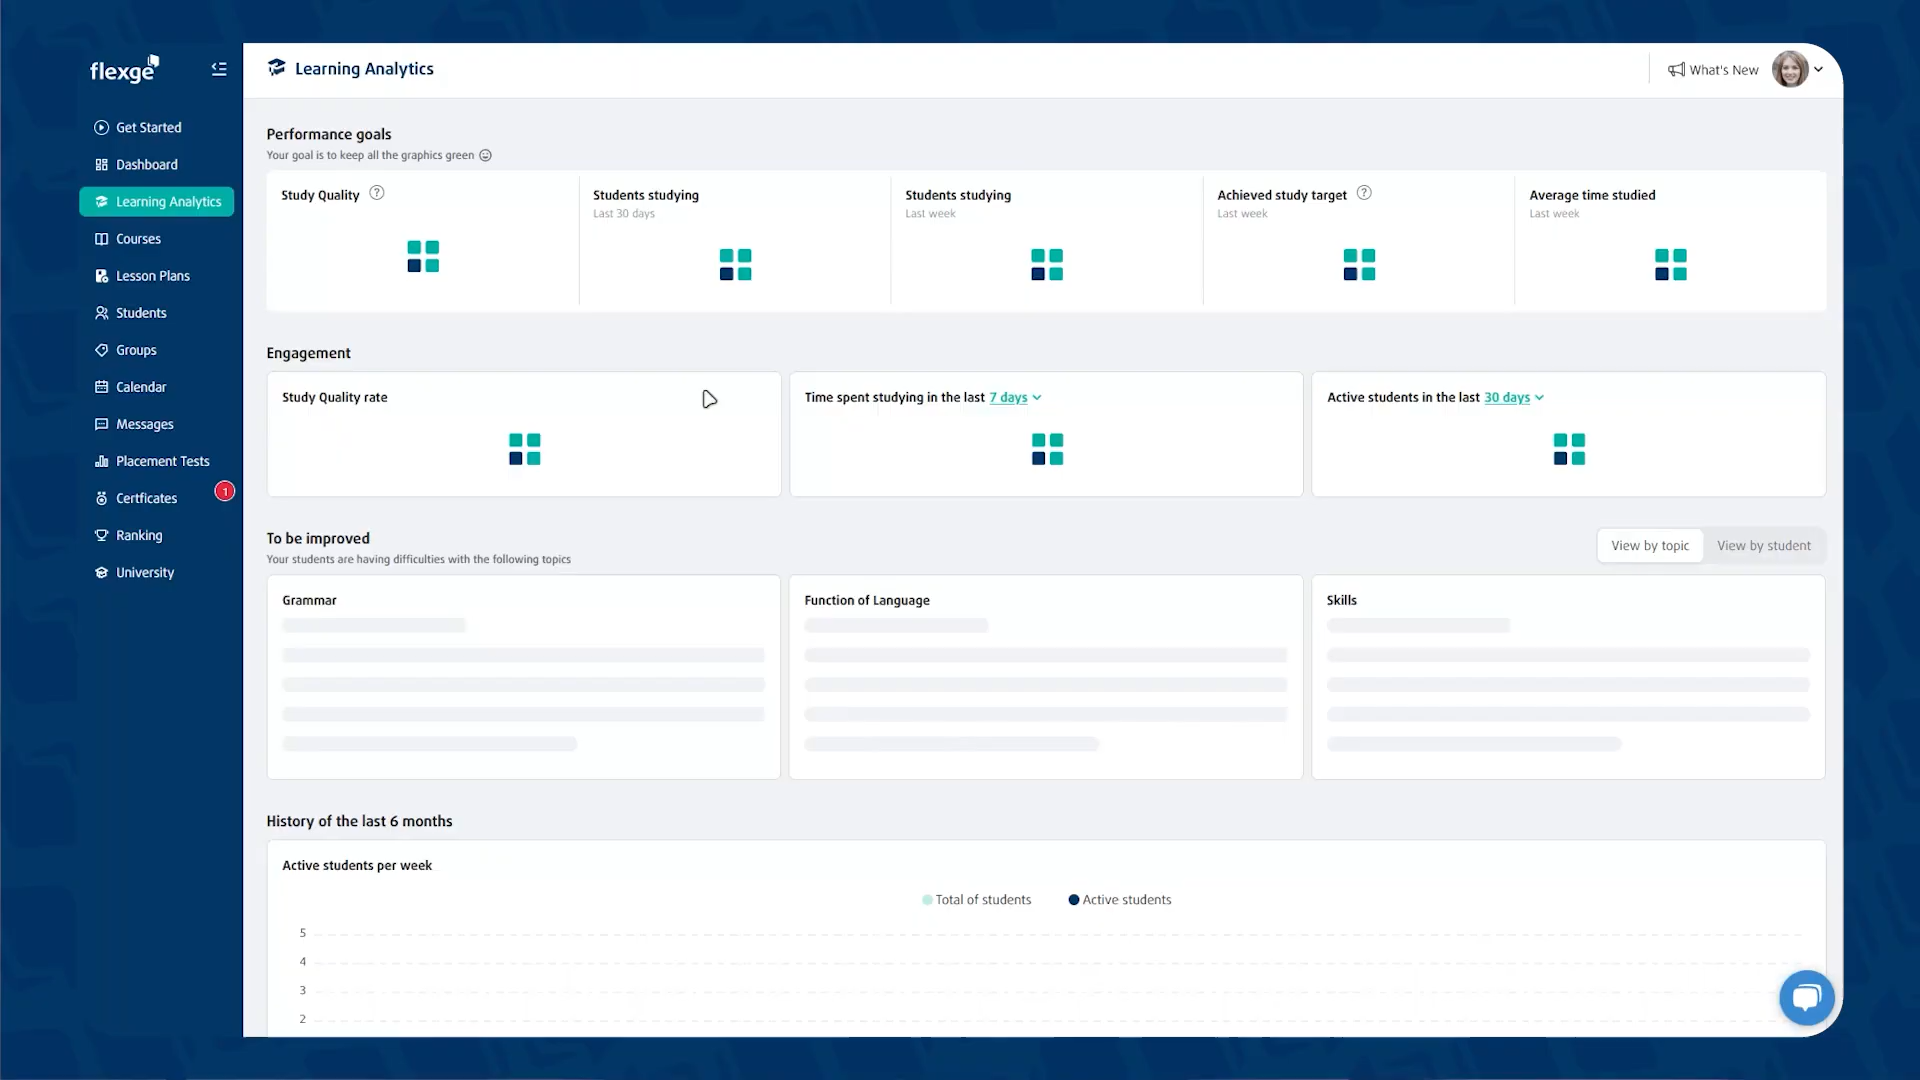 flexge
Learning Analytics
What's New
Get Started
Dashboard
Learning Analytics
Courses
Lesson Plans
Students
Groups
Calendar
Messages
Placement Tests
Certficates
1
Ranking
University
Performance goals
Your goal is to keep all the graphics green
Study Quality ?
Students studying
Last 30 days
Students studying
Last week
Achieved study target ?
Last week
Average time studied
Last week
Engagement
Study Quality rate
Time spent studying in the last 7 days
Active students in the last 30 days
To be improved
Your students are having difficulties with the following topics
View by topic
View by student
Grammar
Function of Language
Skills
History of the last 6 months
Active students per week
Total of students
Active students
5
4
3
2